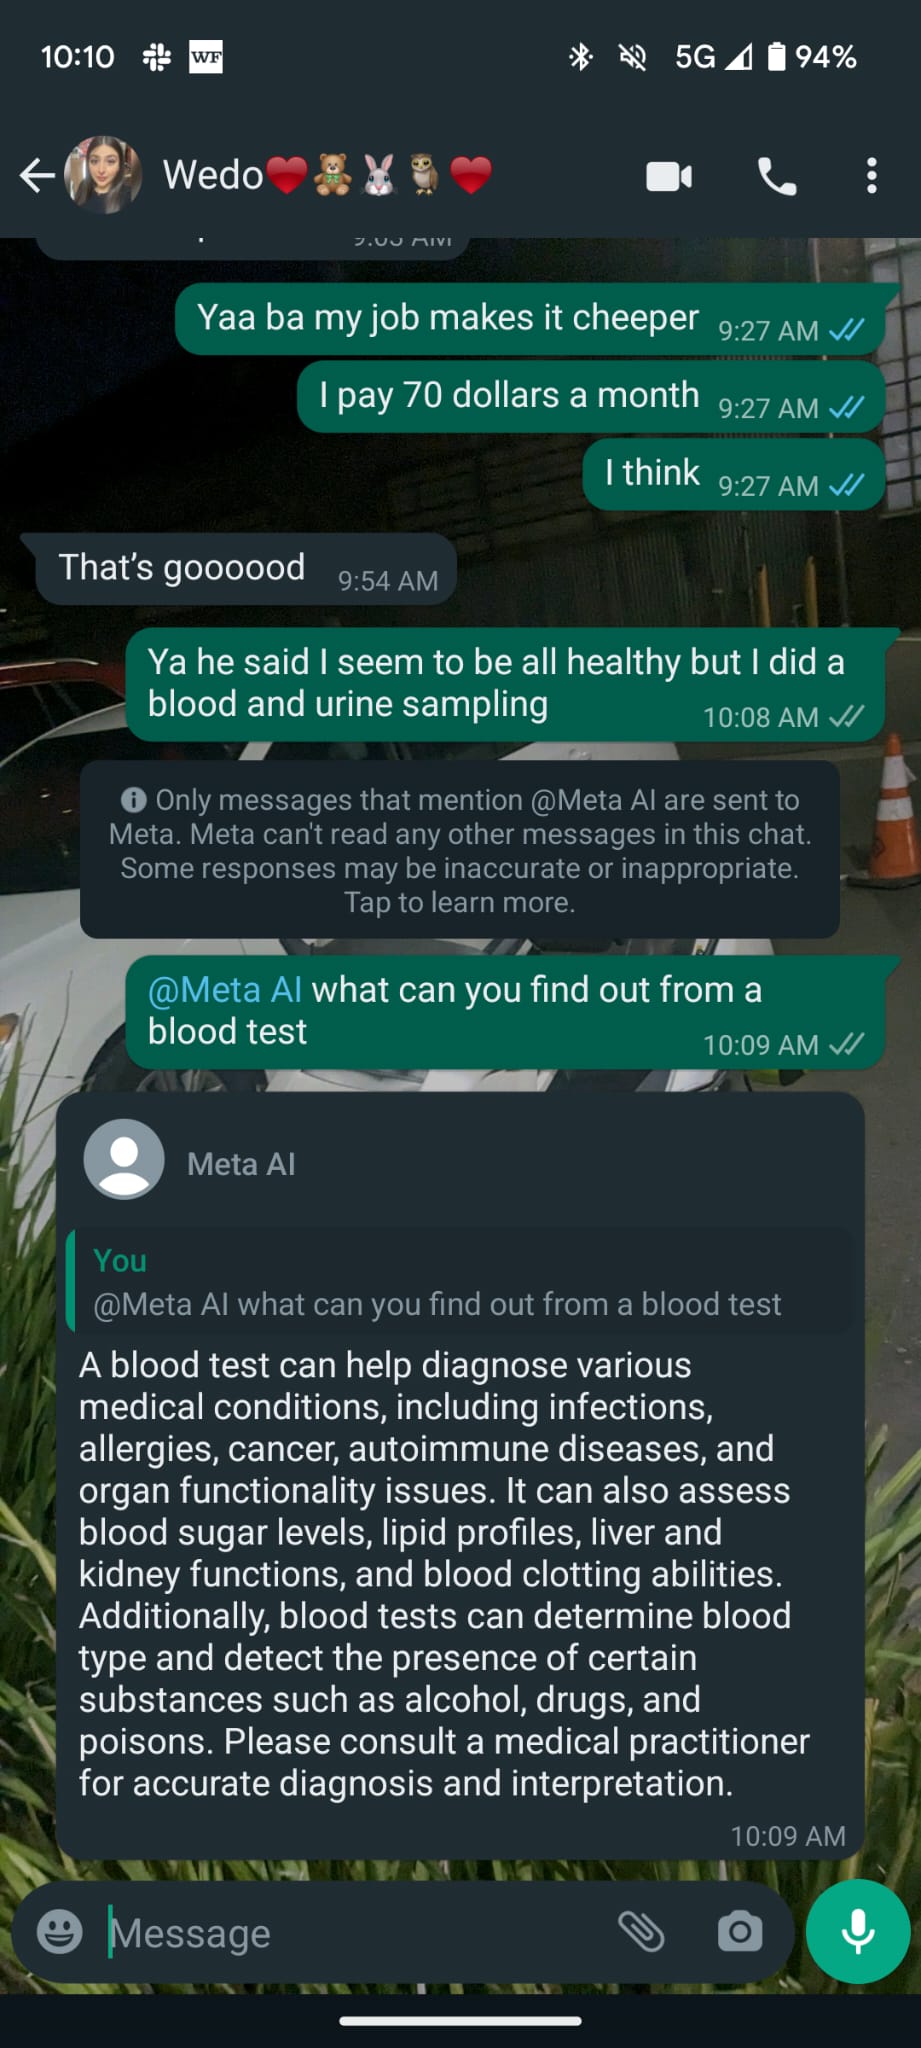 10:10 WF 5G 94%
Wedo❤️🧸🐰🦉❤️
9:03 AM
Yaa ba my job makes it cheeper 9:27 AM
I pay 70 dollars a month 9:27 AM
I think 9:27 AM
That's goooood 9:54 AM
Ya he said I seem to be all healthy but I did a
blood and urine sampling 10:08 AM
Only messages that mention @Meta AI are sent to
Meta. Meta can't read any other messages in this chat.
Some responses may be inaccurate or inappropriate.
Tap to learn more.
@Meta AI what can you find out from a
blood test 10:09 AM
Meta AI
You
@Meta AI what can you find out from a blood test
A blood test can help diagnose various
medical conditions, including infections,
allergies, cancer, autoimmune diseases, and
organ functionality issues. It can also assess
blood sugar levels, lipid profiles, liver and
kidney functions, and blood clotting abilities.
Additionally, blood tests can determine blood
type and detect the presence of certain
substances such as alcohol, drugs, and
poisons. Please consult a medical practitioner
for accurate diagnosis and interpretation.
10:09 AM
Message